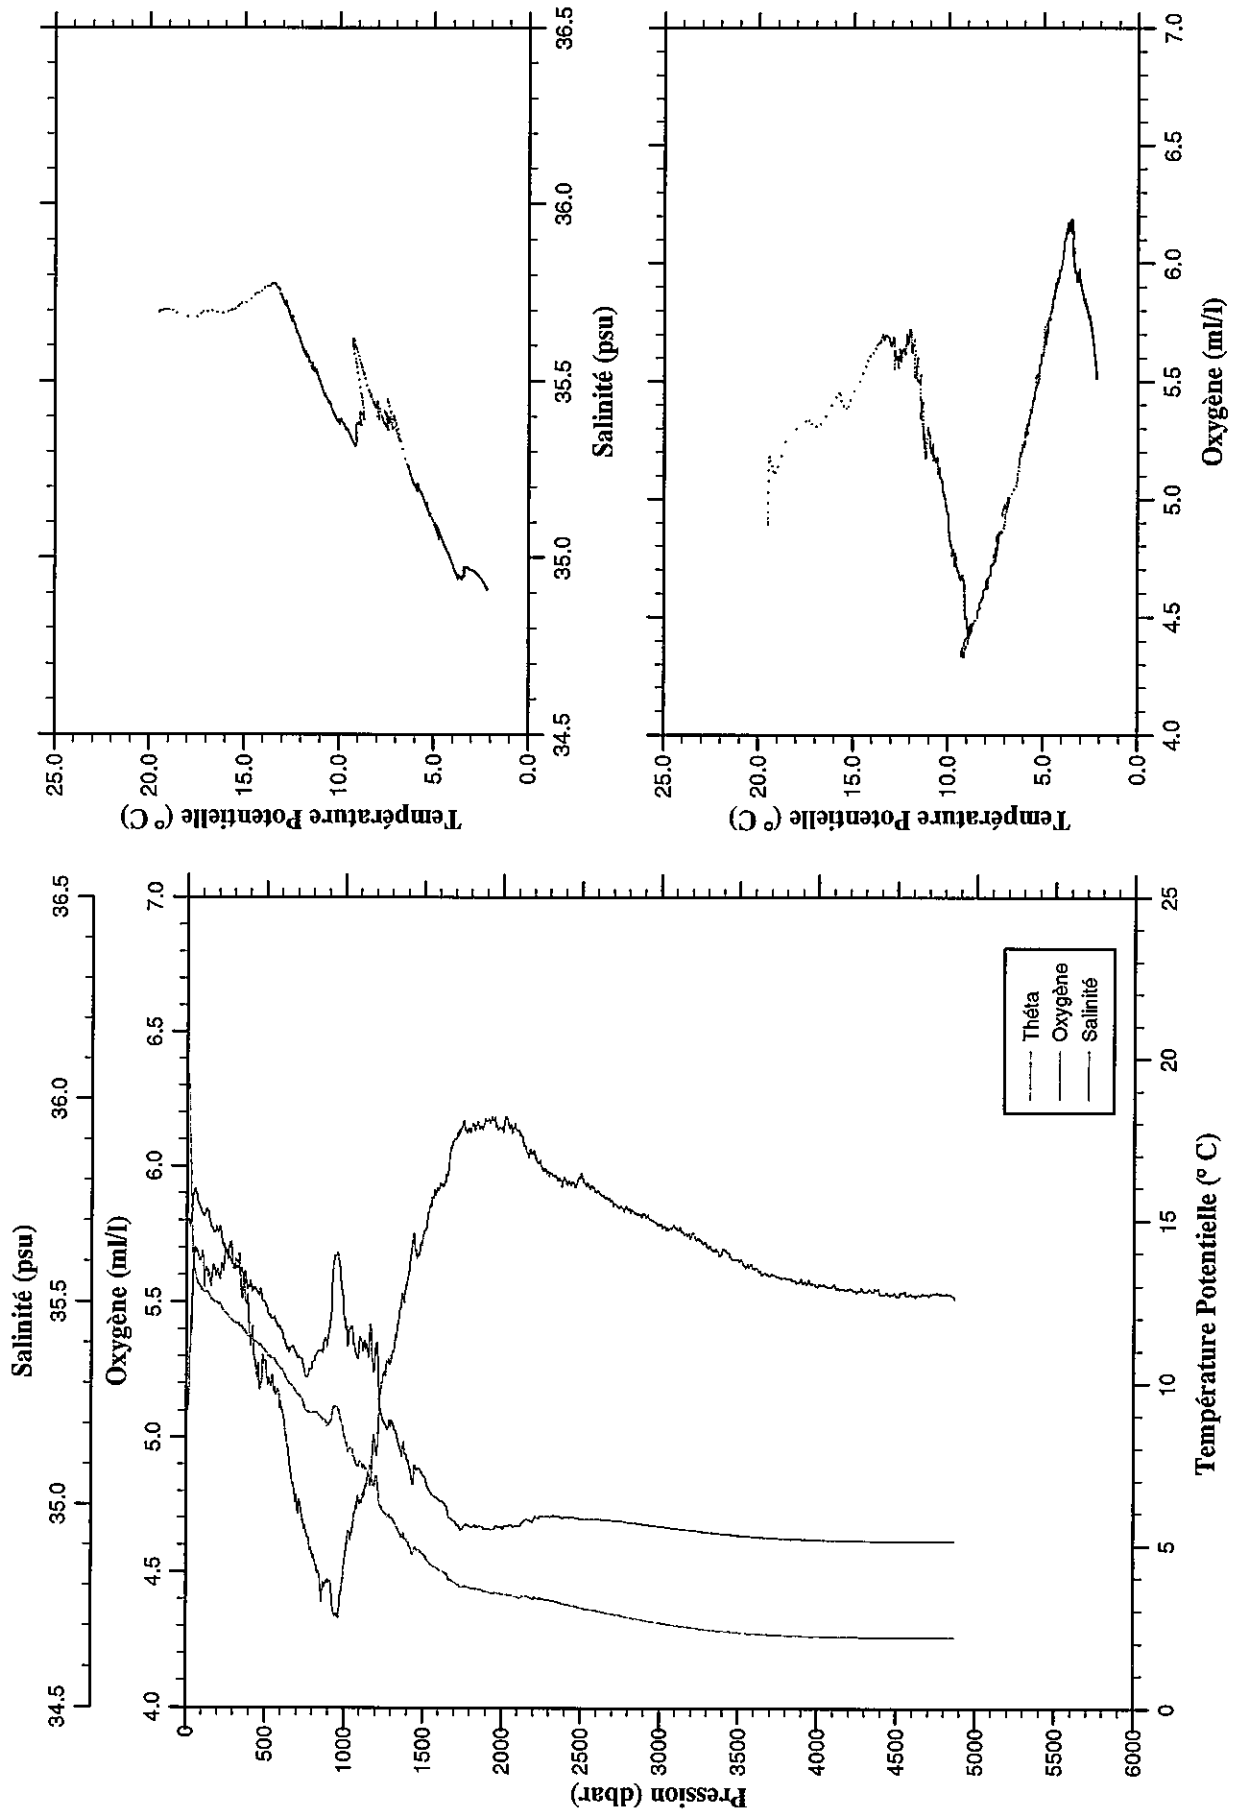 Salinité (psu)
34.5 35.0 35.5 36.0 36.5
Oxygène (ml/l)
4.0 4.5 5.0 5.5 6.0 6.5 7.0
Pression (dbar)
0
500
1000
1500
2000
2500
3000
3500
4000
4500
5000
5500
6000
Théta
Oxygène
Salinité
0 5 10 15 20 25
Température Potentielle (° C)
Température Potentielle (° C)
25.0
20.0
15.0
10.0
5.0
0.0
34.5 35.0 35.5 36.0 36.5
Salinité (psu)
Température Potentielle (° C)
25.0
20.0
15.0
10.0
5.0
0.0
4.0 4.5 5.0 5.5 6.0 6.5 7.0
Oxygène (ml/l)